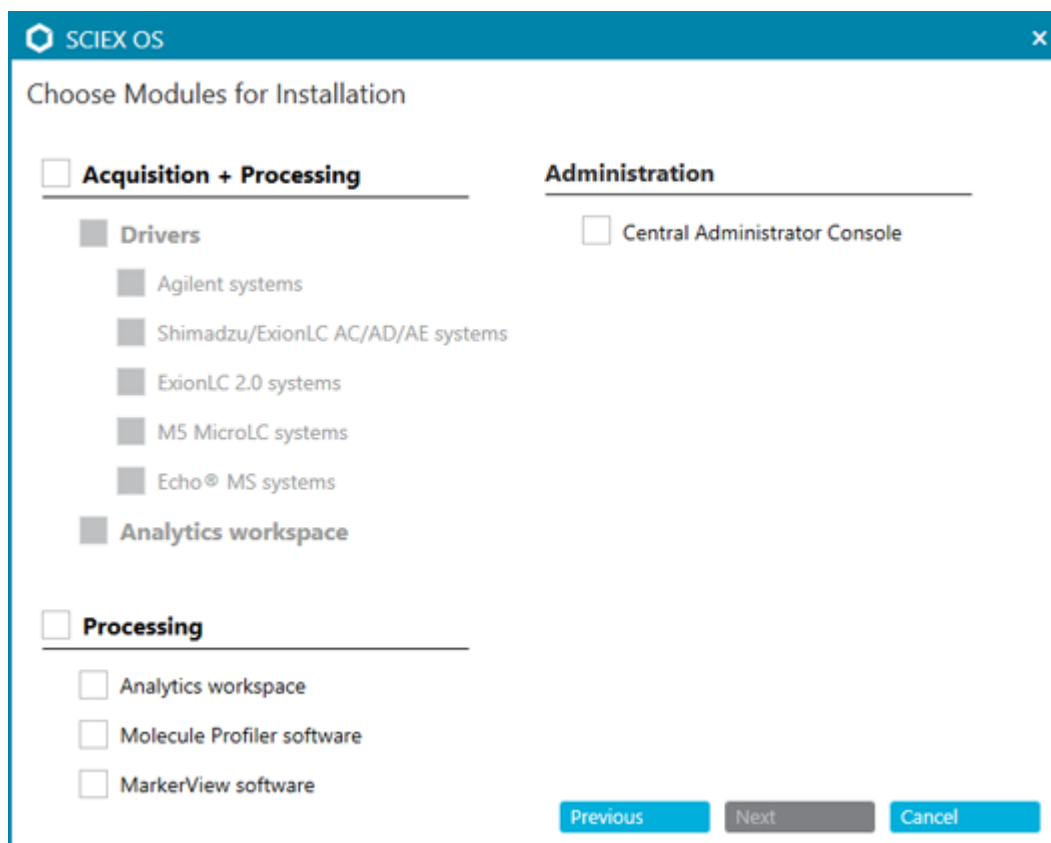 SCIEX OS
Choose Modules for Installation
Acquisition + Processing
Drivers
Agilent systems
Shimadzu/ExionLC AC/AD/AE systems
ExionLC 2.0 systems
M5 MicroLC systems
Echo® MS systems
Analytics workspace
Processing
Analytics workspace
Molecule Profiler software
MarkerView software
Administration
Central Administrator Console
Previous
Next
Cancel